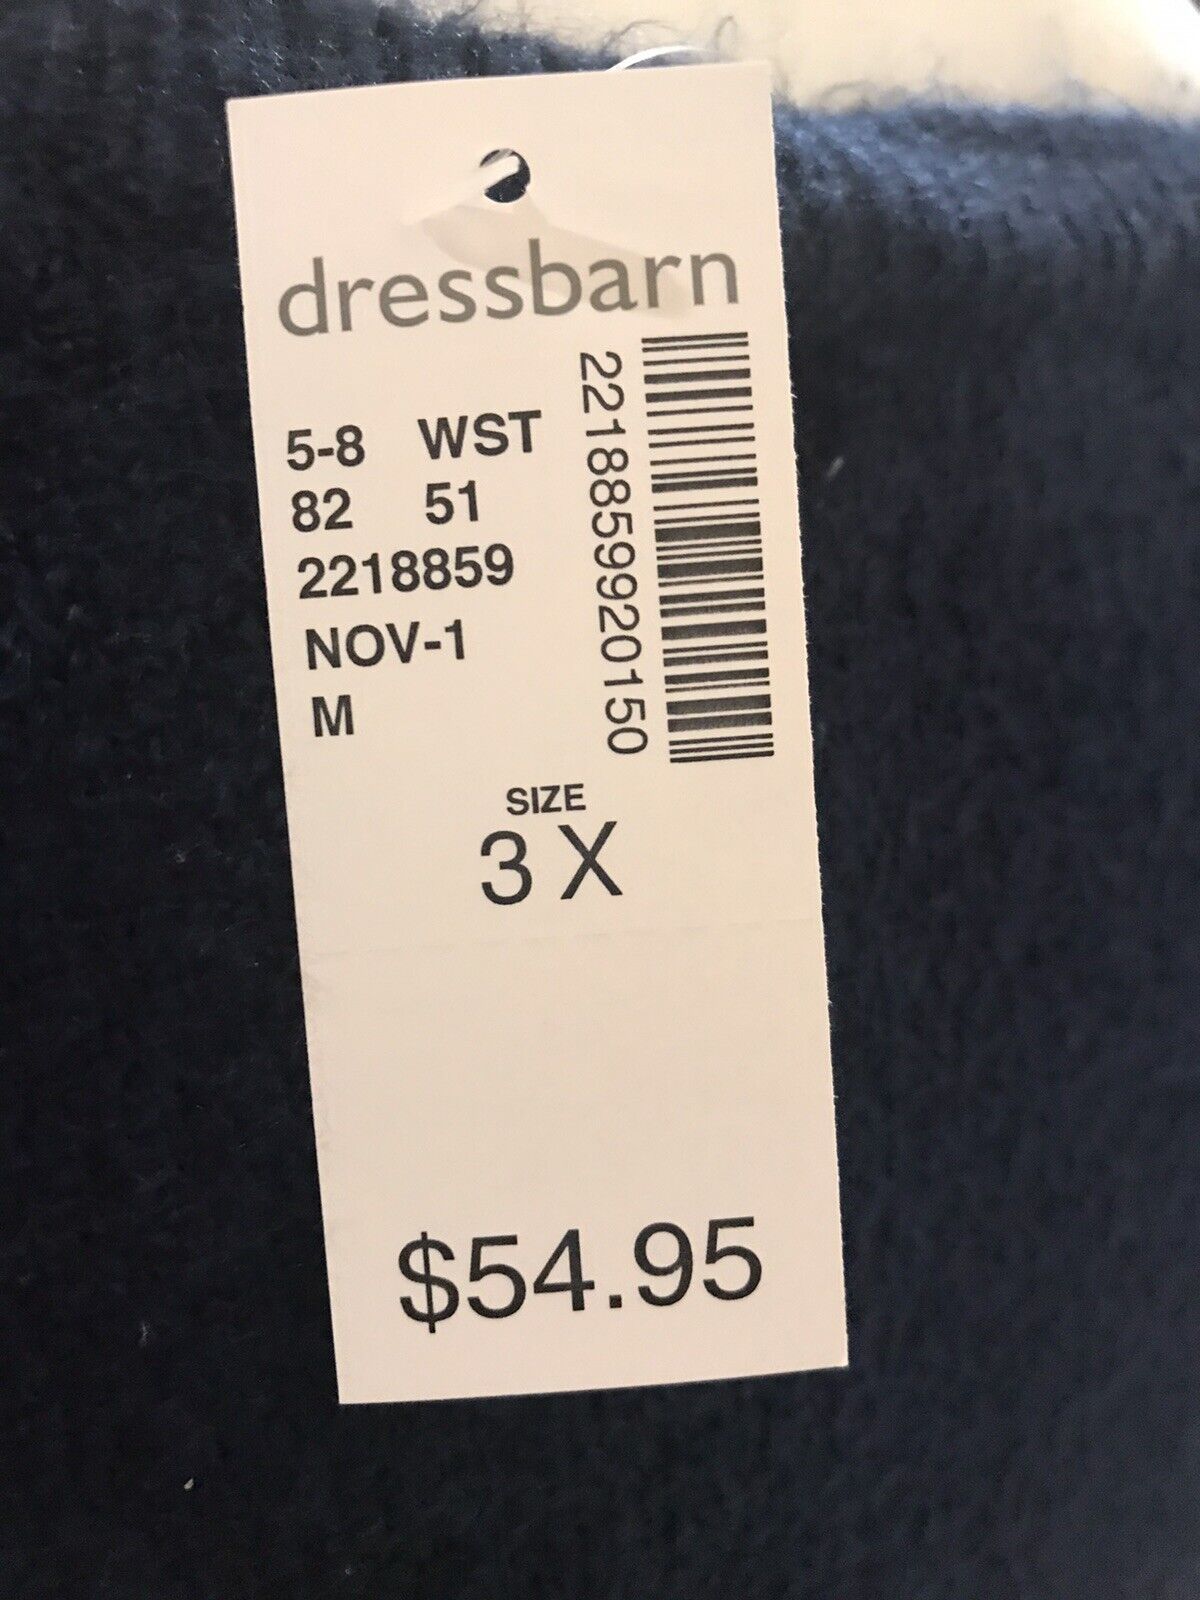 dressbarn
5-8 WST
82 51
2218859
NOV-1
M
2218859920150
SIZE
3 X
$54.95